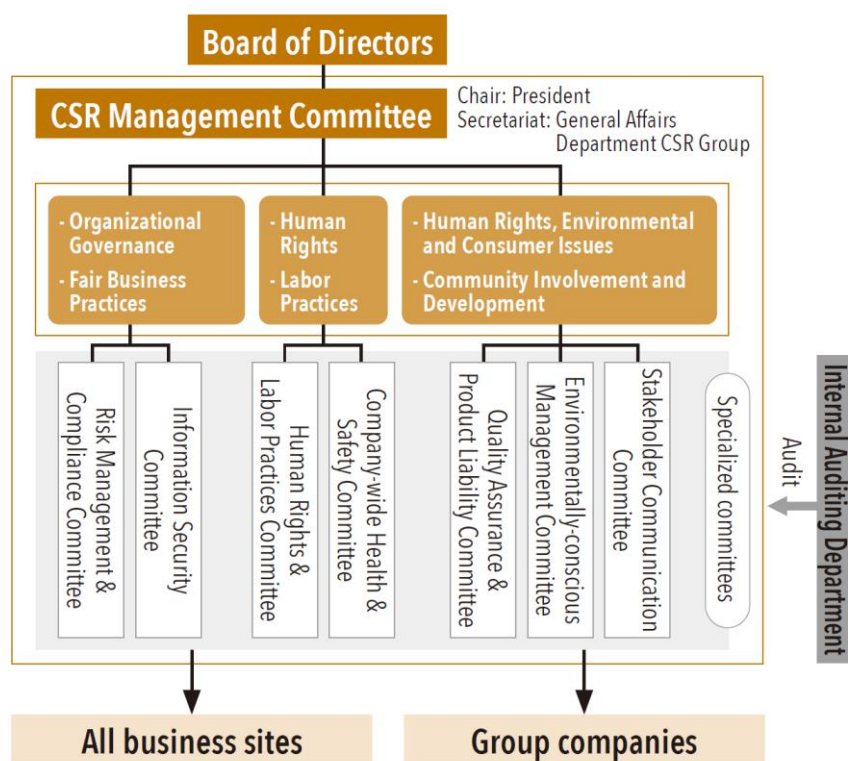 Board of Directors
CSR Management Committee
Chair: President
Secretariat: General Affairs
Department CSR Group
- Organizational
Governance
- Fair Business
Practices
- Human
Rights
- Labor
Practices
- Human Rights, Environmental
and Consumer Issues
- Community Involvement and
Development
Risk Management &
Compliance Committee
Information Security
Committee
Human Rights &
Labor Practices Committee
Company-wide Health &
Safety Committee
Quality Assurance &
Product Liability Committee
Environmentally-conscious
Management Committee
Stakeholder Communication
Committee
Specialized committees
Audit
Internal Auditing Department
All business sites
Group companies